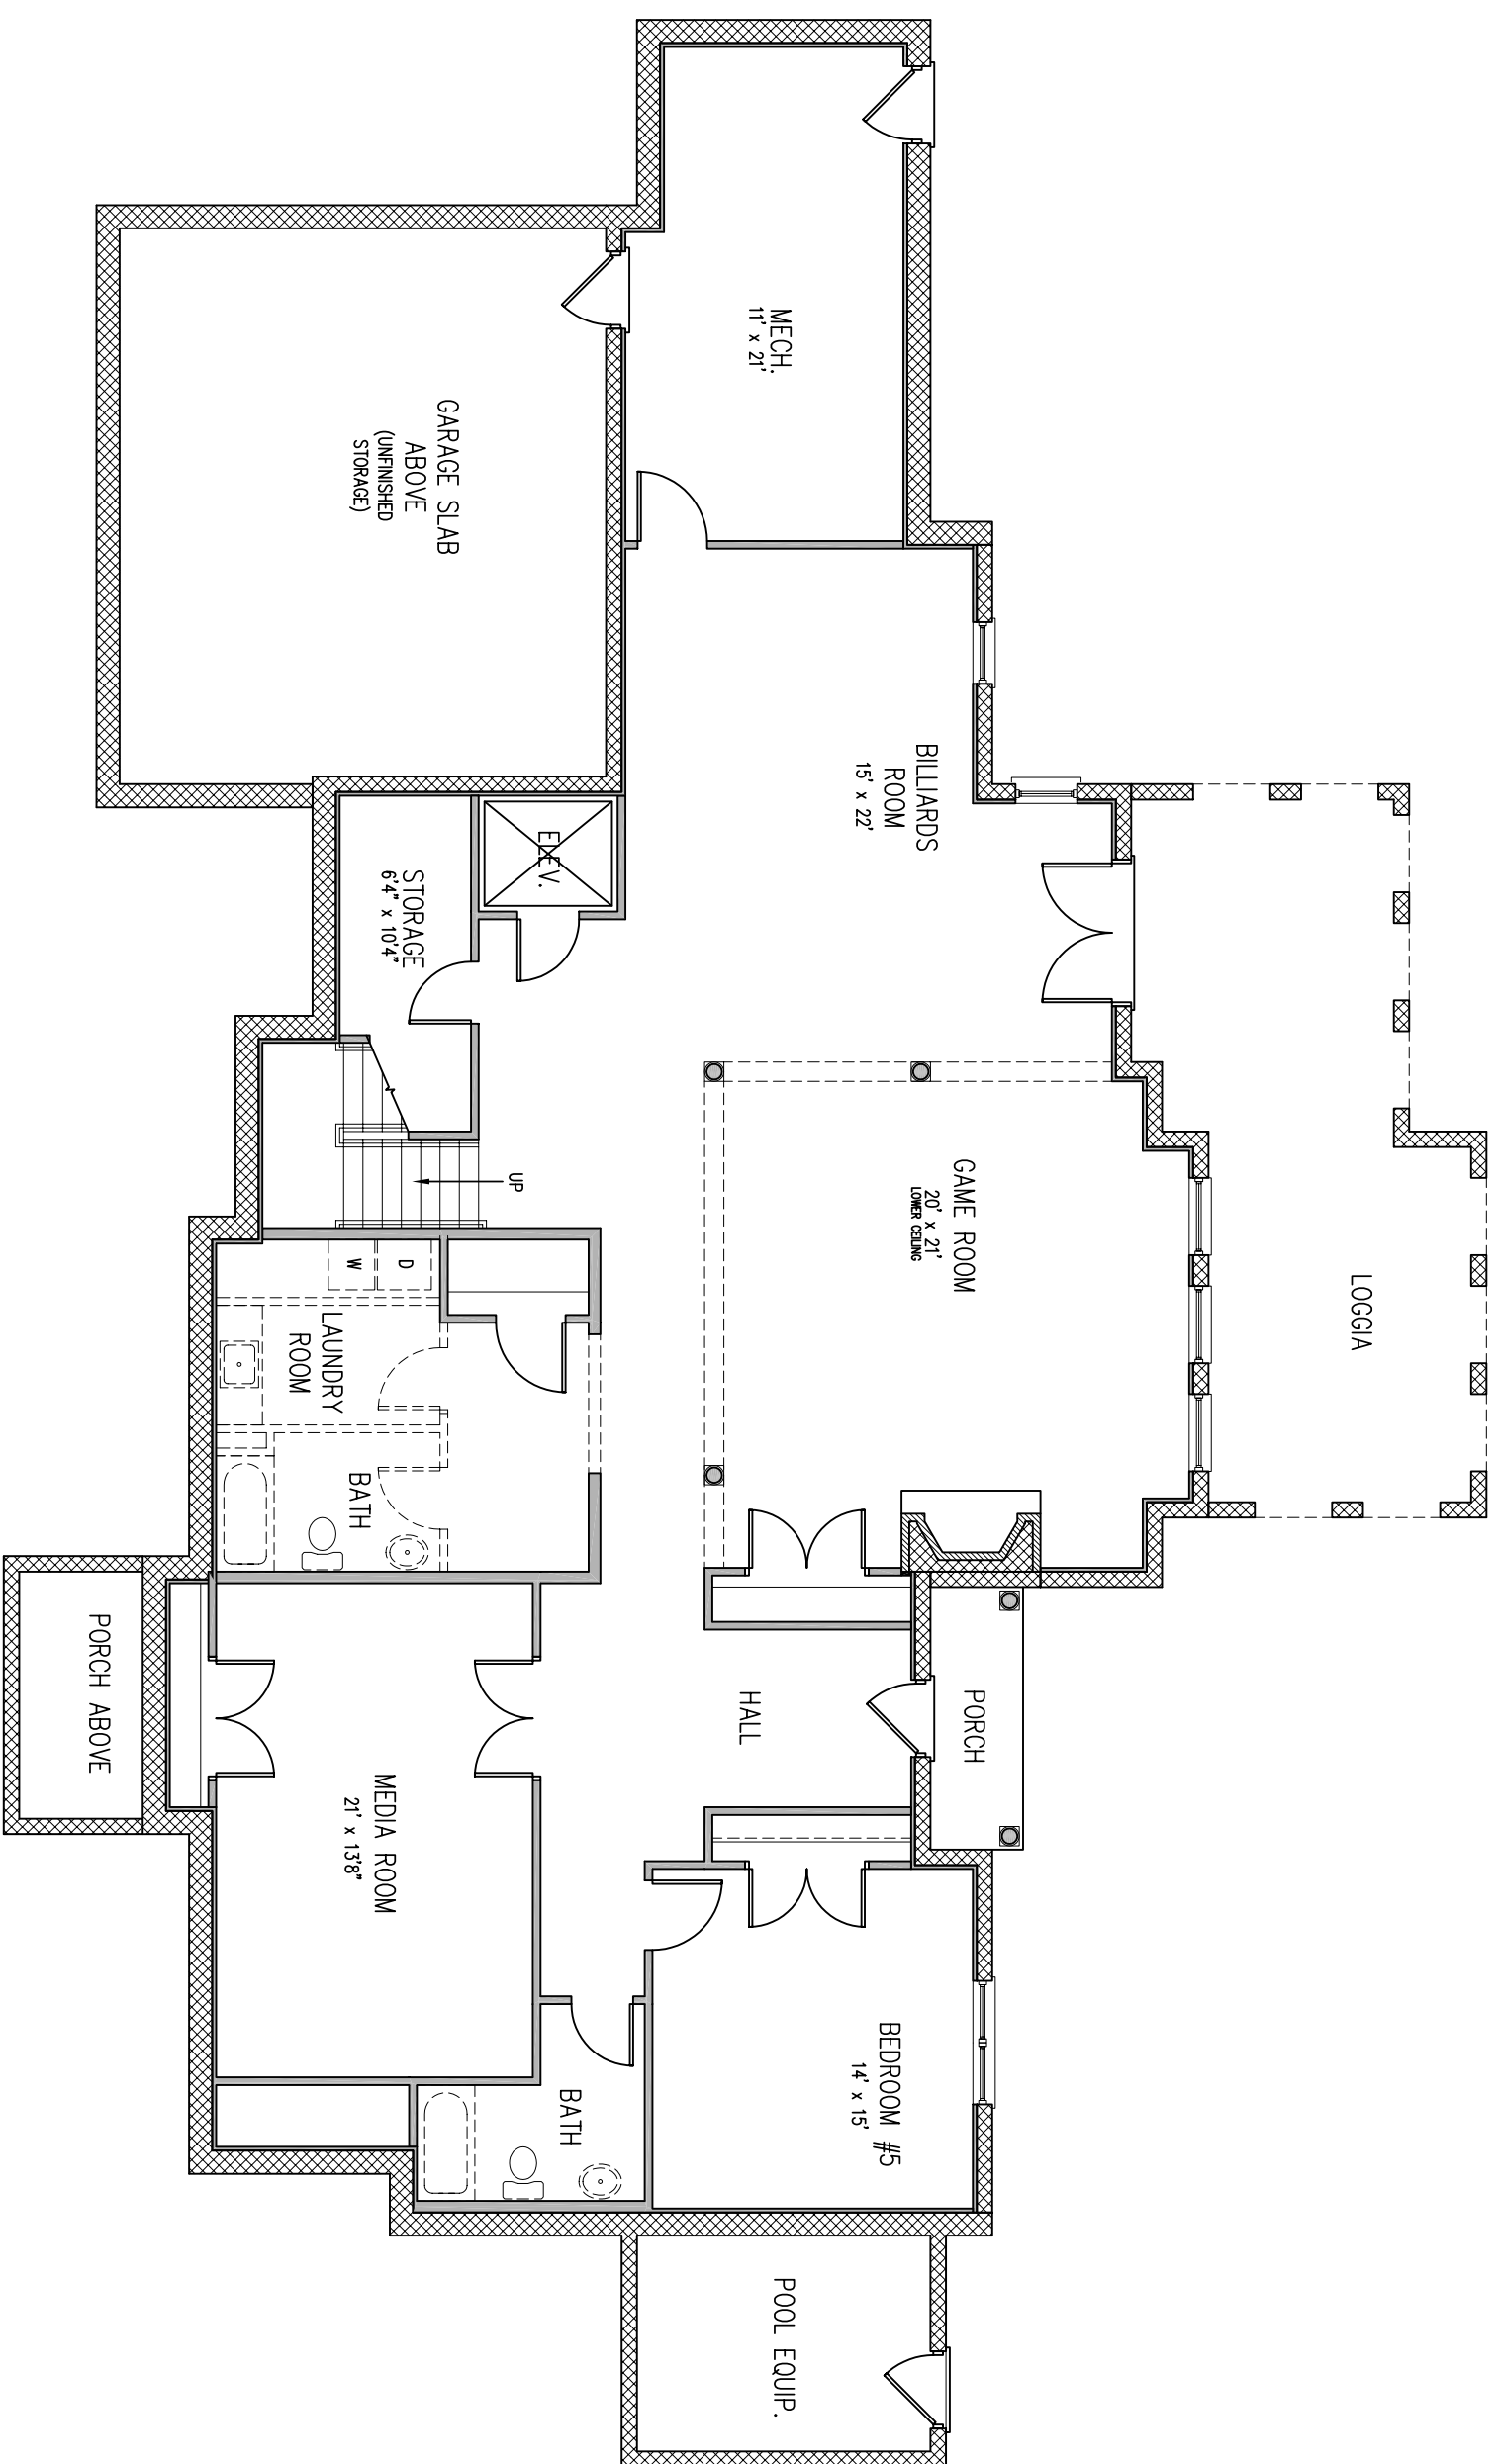 LOGGIA
PORCH
POOL EQUIP.
BEDROOM #5
14' x 15'
HALL
GAME ROOM
20' x 21'
LOWER CEILING
BILLIARDS
ROOM
15' x 22'
MECH.
11' x 21'
GARAGE SLAB
ABOVE
(UNFINISHED
STORAGE)
ELEV.
STORAGE
6'4" x 10'4"
UP
D
W
LAUNDRY
ROOM
BATH
MEDIA ROOM
21' x 13'8"
BATH
PORCH ABOVE